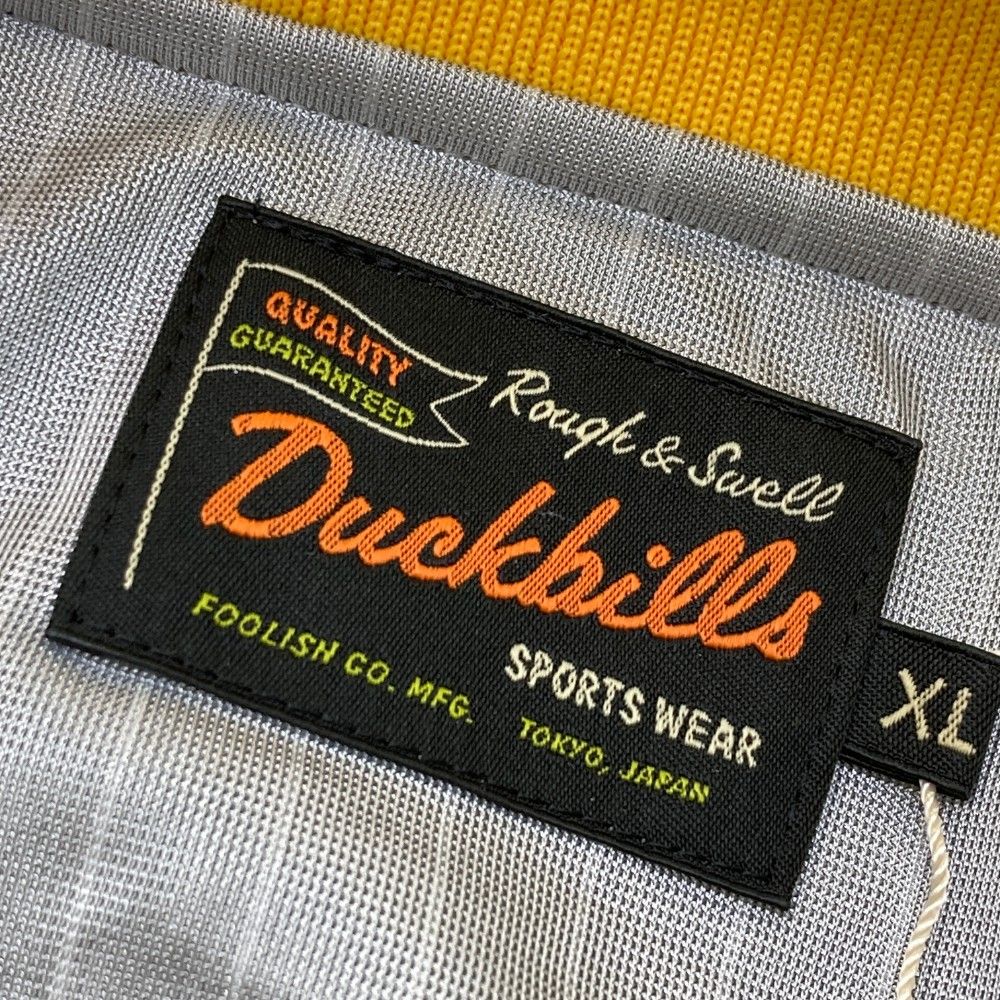 QUALITY
GUARANTEED
Rough & Swell
Duckbills
SPORTS WEAR
FOOLISH CO. MFG.
TOKYO, JAPAN
XL